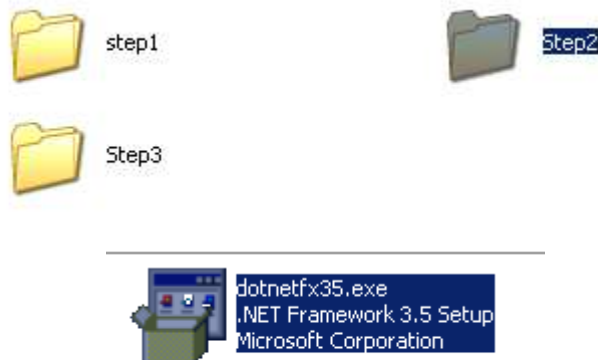 step1
Step2
Step3
dotnetfx35.exe
.NET Framework 3.5 Setup
Microsoft Corporation